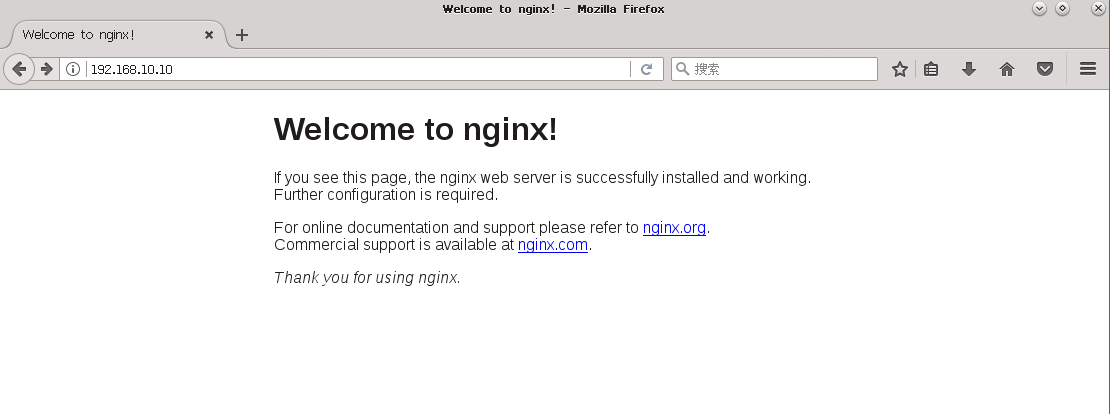 Welcome to nginx! - Mozilla Firefox
Welcome to nginx!
192.168.10.10
搜索
Welcome to nginx!
If you see this page, the nginx web server is successfully installed and working.
Further configuration is required.
For online documentation and support please refer to nginx.org.
Commercial support is available at nginx.com.
Thank you for using nginx.